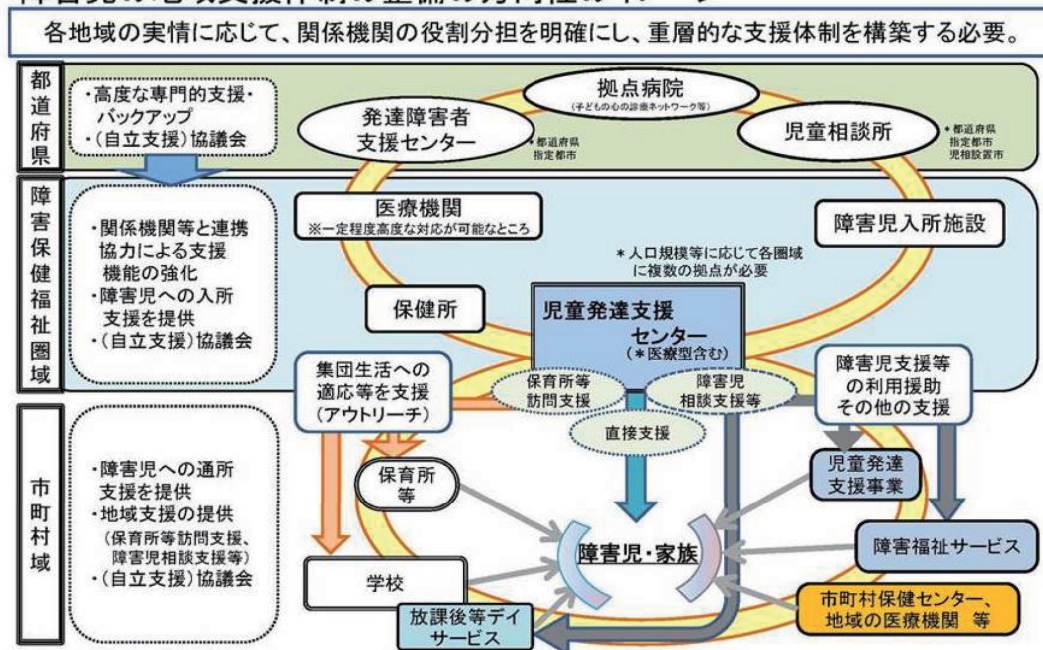 各地域の実情に応じて、関係機関の役割分担を明確にし、重層的な支援体制を構築する必要。
都道府県
・高度な専門的支援・
バックアップ
・(自立支援)協議会
発達障害者
支援センター
*都道府県
指定都市
拠点病院
(子どもの心の診療ネットワーク等)
児童相談所
*都道府県
指定都市
児相設置市
障害保健福祉圏域
・関係機関等と連携
協力による支援
機能の強化
・障害児への入所
支援を提供
・(自立支援)協議会
医療機関
※一定程度高度な対応が可能なところ
障害児入所施設
*人口規模等に応じて各圏域
に複数の拠点が必要
保健所
児童発達支援
センター
(*医療型含む)
集団生活への
適応等を支援
(アウトリーチ)
保育所等
訪問支援
障害児
相談支援等
直接支援
障害児支援等
の利用援助
その他の支援
市町村域
・障害児への通所
支援を提供
・地域支援の提供
(保育所等訪問支援、
障害児相談支援等)
・(自立支援)協議会
保育所
等
児童発達
支援事業
障害児・家族
障害福祉サービス
学校
放課後等デイ
サービス
市町村保健センター、
地域の医療機関 等